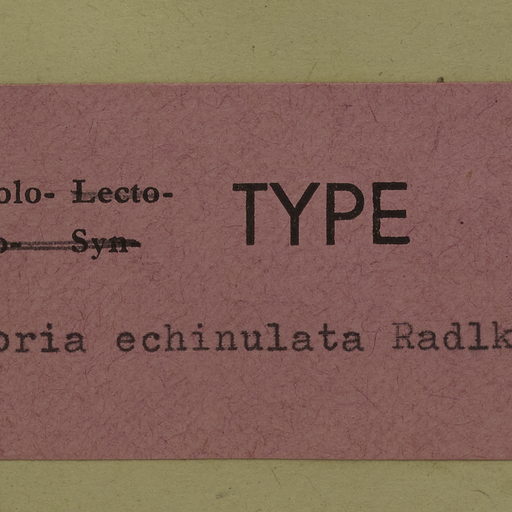 olo- Lecto-
TYPE
o- Syn-
oria echinulata Radlk